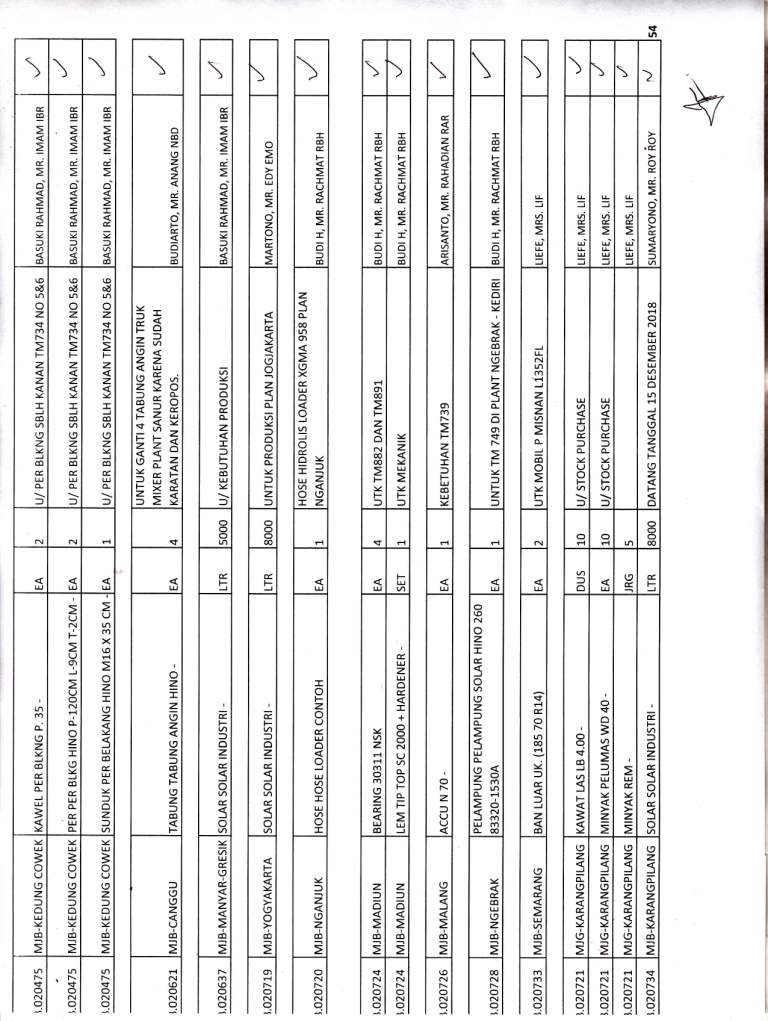 .020475 MJB-KEDUNG COWEK KAWEL PER BLKNG P. 35 - EA 2 U/ PER BLKNG SBLH KANAN TM734 NO 5&6 BASUKI RAHMAD, MR. IMAM IBR
.020475 MJB-KEDUNG COWEK PER PER BLKG HINO P-120CM L-9CM T-2CM - EA 2 U/ PER BLKNG SBLH KANAN TM734 NO 5&6 BASUKI RAHMAD, MR. IMAM IBR
.020475 MJB-KEDUNG COWEK SUNDUK PER BELAKANG HINO M16 X 35 CM - EA 1 U/ PER BLKNG SBLH KANAN TM734 NO 5&6 BASUKI RAHMAD, MR. IMAM IBR
UNTUK GANTI 4 TABUNG ANGIN TRUK
MIXER PLANT SANUR KARENA SUDAH
.020621 MJB-CANGGU TABUNG TABUNG ANGIN HINO - EA 4 KARATAN DAN KEROPOS. BUDIARTO, MR. ANANG NBD
.020637 MJB-MANYAR-GRESIK SOLAR SOLAR INDUSTRI - LTR 5000 U/ KEBUTUHAN PRODUKSI BASUKI RAHMAD, MR. IMAM IBR
.020719 MJB-YOGYAKARTA SOLAR SOLAR INDUSTRI - LTR 8000 UNTUK PRODUKSI PLAN JOGJAKARTA MARTONO, MR. EDY EMO
HOSE HIDROLIS LOADER XGMA 958 PLAN
.020720 MJB-NGANJUK HOSE HOSE LOADER CONTOH EA 1 NGANJUK BUDI H, MR. RACHMAT RBH
.020724 MJB-MADIUN BEARING 30311 NSK EA 4 UTK TM882 DAN TM891 BUDI H, MR. RACHMAT RBH
.020724 MJB-MADIUN LEM TIP TOP SC 2000 + HARDENER - SET 1 UTK MEKANIK BUDI H, MR. RACHMAT RBH
.020726 MJB-MALANG ACCU N 70 - EA 1 KEBETUHAN TM739 ARISANTO, MR. RAHADIAN RAR
PELAMPUNG PELAMPUNG SOLAR HINO 260
.020728 MJB-NGEBRAK 83320-1530A EA 1 UNTUK TM 749 DI PLANT NGEBRAK - KEDIRI BUDI H, MR. RACHMAT RBH
.020733 MJB-SEMARANG BAN LUAR UK. (185 70 R14) EA 2 UTK MOBIL P MISNAN L1352FL LIEFE, MRS. LIF
.020721 MJG-KARANGPILANG KAWAT LAS LB 4.00 - DUS 10 U/ STOCK PURCHASE LIEFE, MRS. LIF
.020721 MJG-KARANGPILANG MINYAK PELUMAS WD 40 - EA 10 U/ STOCK PURCHASE LIEFE, MRS. LIF
.020721 MJG-KARANGPILANG MINYAK REM - JRG 5 LIEFE, MRS. LIF
.020734 MJB-KARANGPILANG SOLAR SOLAR INDUSTRI - LTR 8000 DATANG TANGGAL 15 DESEMBER 2018 SUMARYONO, MR. ROY ROY
54